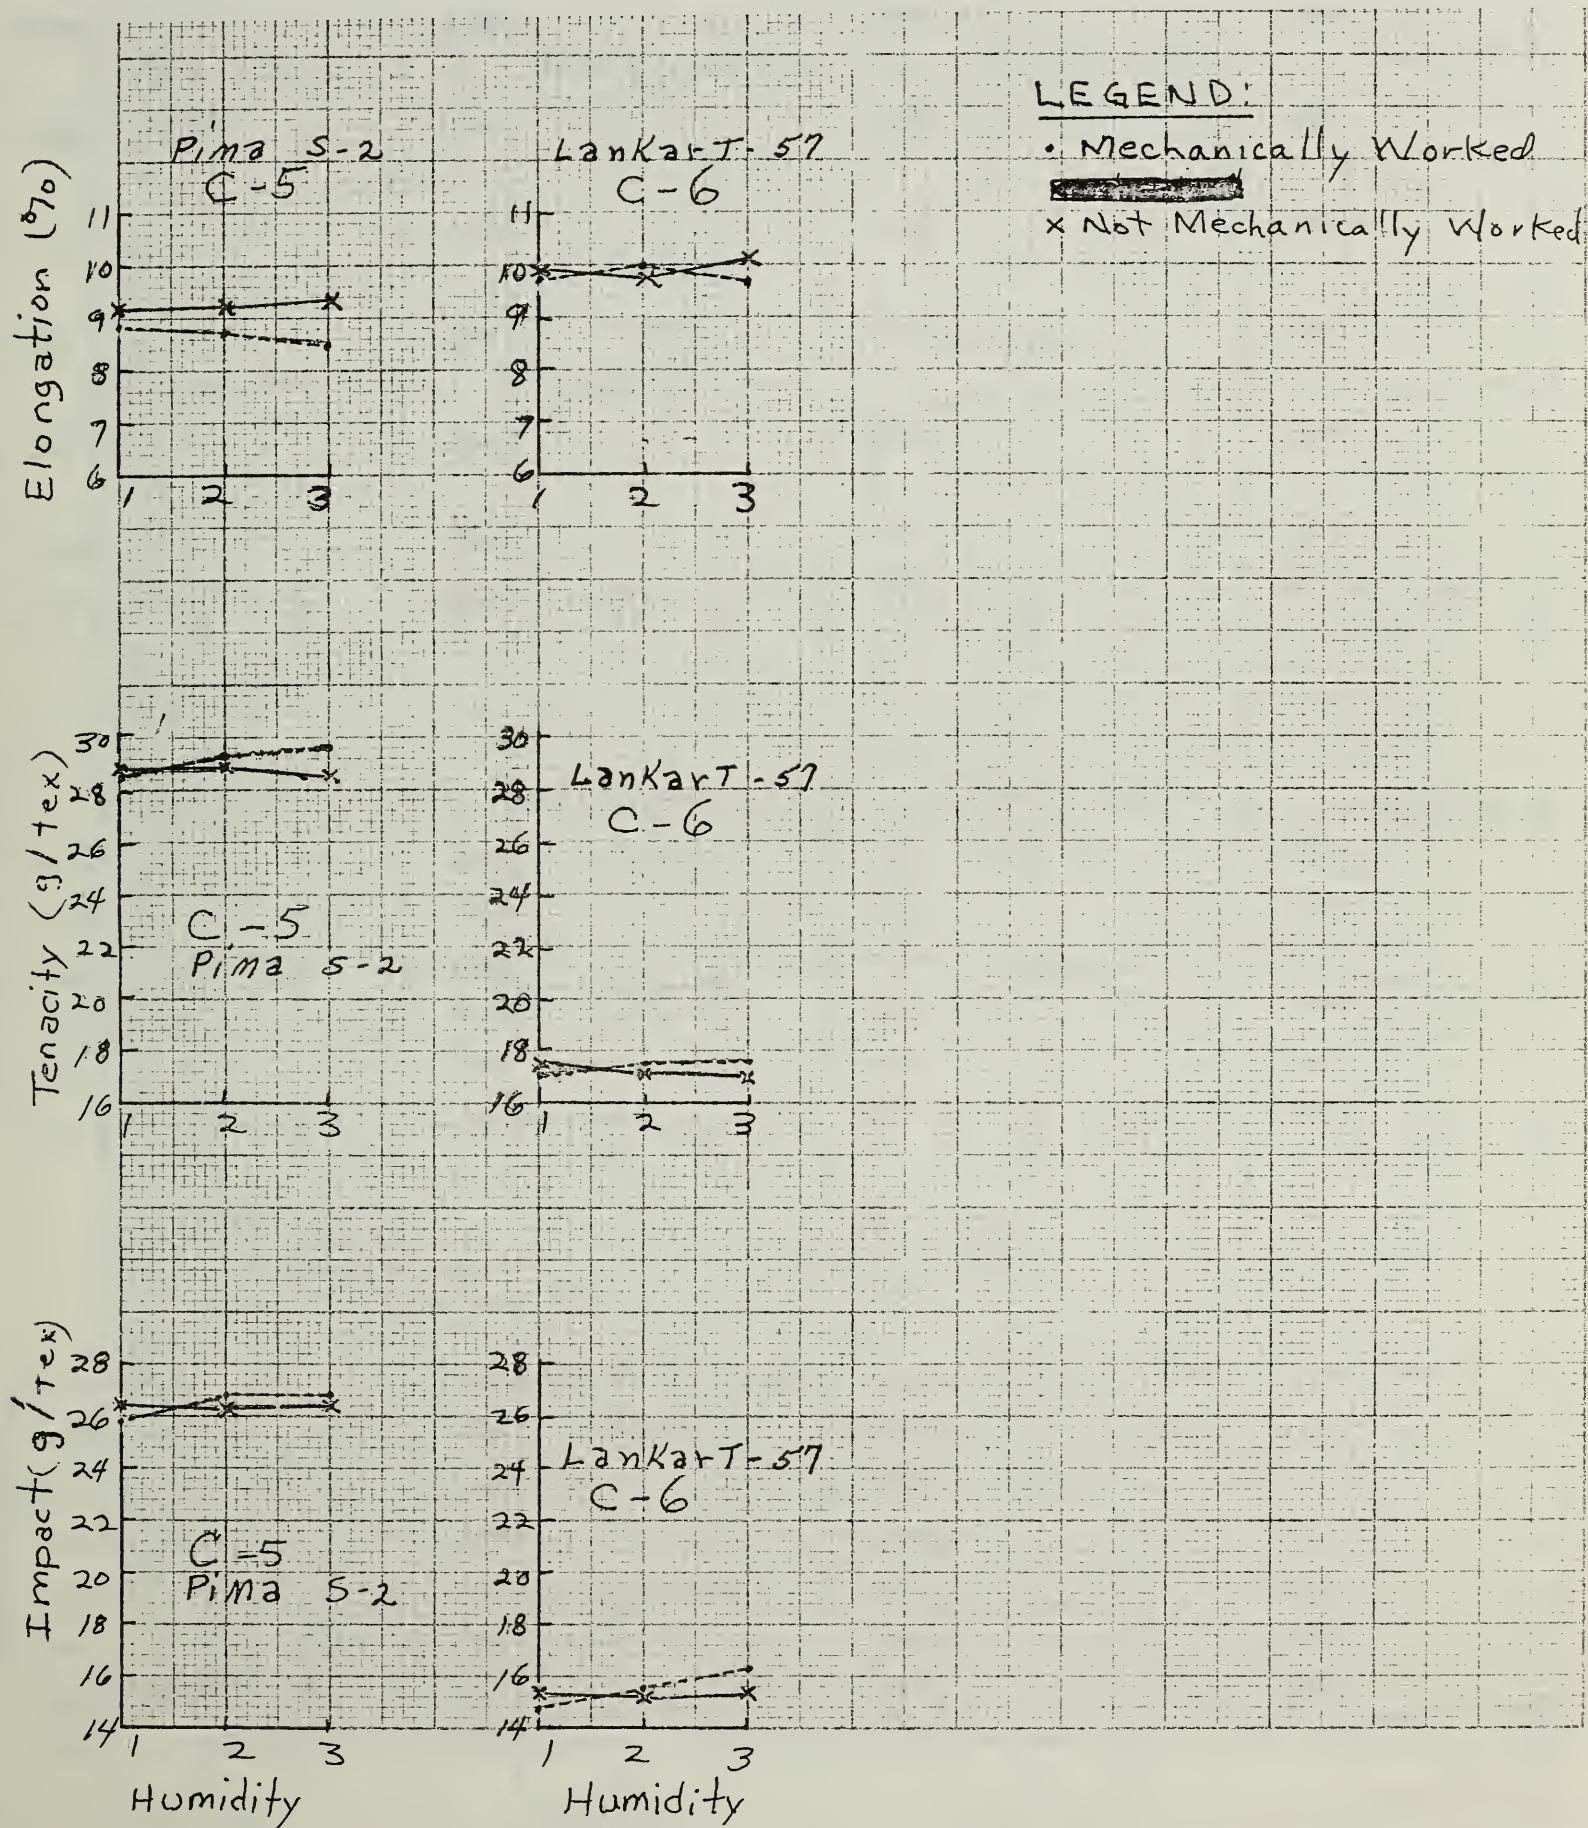 LEGEND:
• Mechanically Worked
x Not Mechanically Worked
Elongation (%)
Pima S-2
C-5
11
10
9
8
7
6
1 2 3
LanKart-57
C-6
11
10
9
8
7
6
1 2 3
Tenacity (g/tex)
30
28
26
24
22
20
18
16
C-5
Pima S-2
1 2 3
30
28
26
24
22
20
18
16
LanKart-57
C-6
1 2 3
Impact (g/tex)
28
26
24
22
20
18
16
14
C-5
Pima S-2
1 2 3
Humidity
28
26
24
22
20
18
16
14
LanKart-57
C-6
1 2 3
Humidity